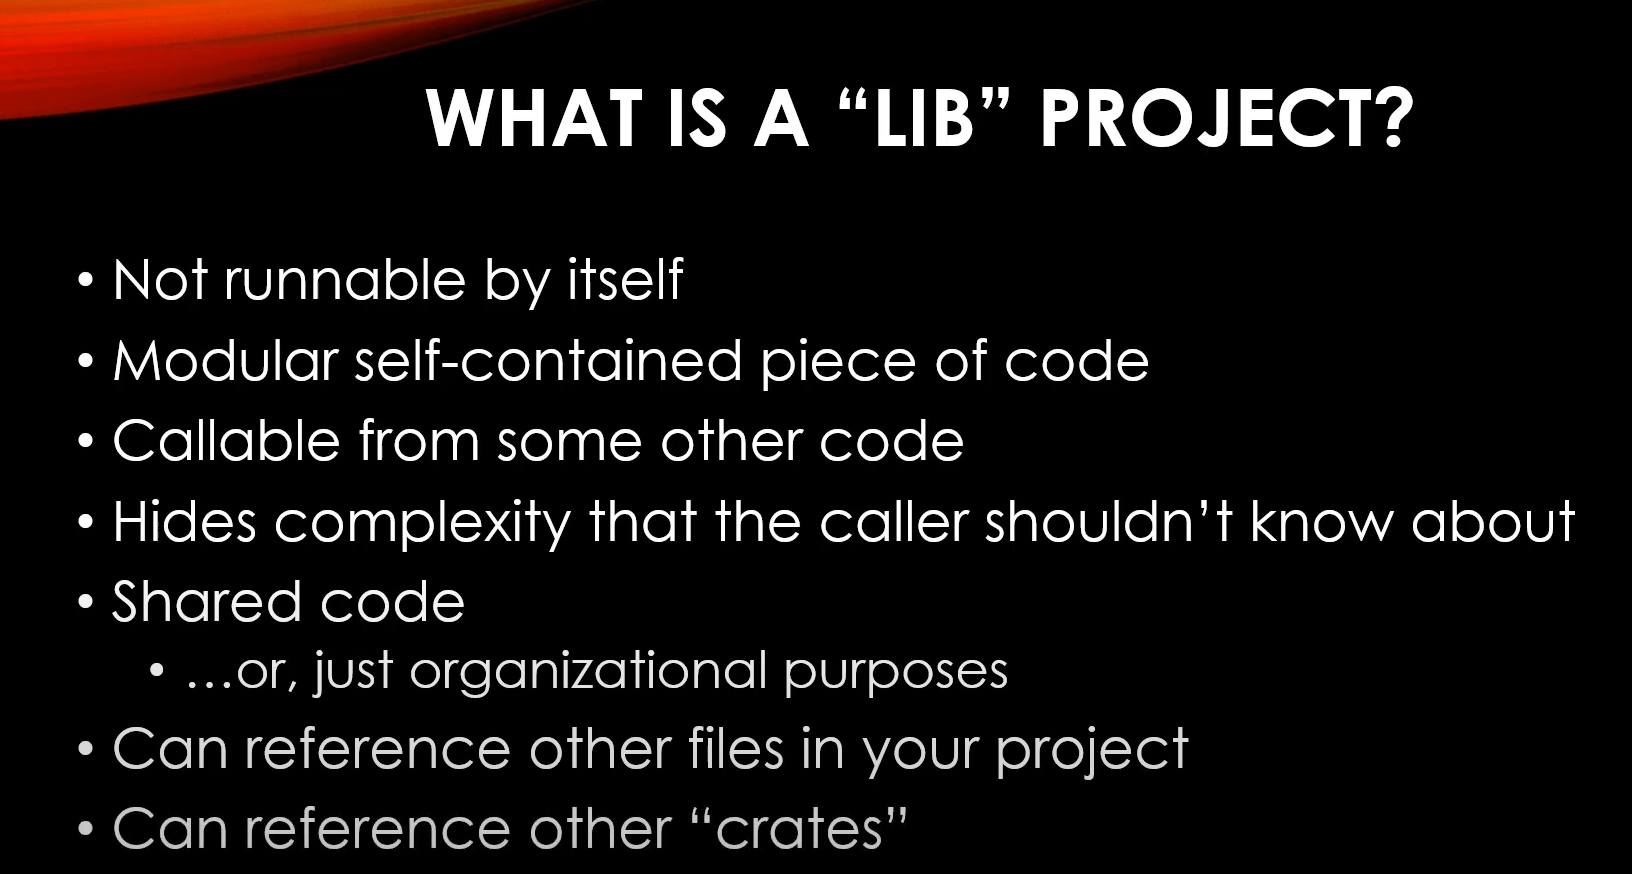 WHAT IS A “LIB” PROJECT?
• Not runnable by itself
• Modular self-contained piece of code
• Callable from some other code
• Hides complexity that the caller shouldn’t know about
• Shared code
• …or, just organizational purposes
• Can reference other files in your project
• Can reference other “crates”